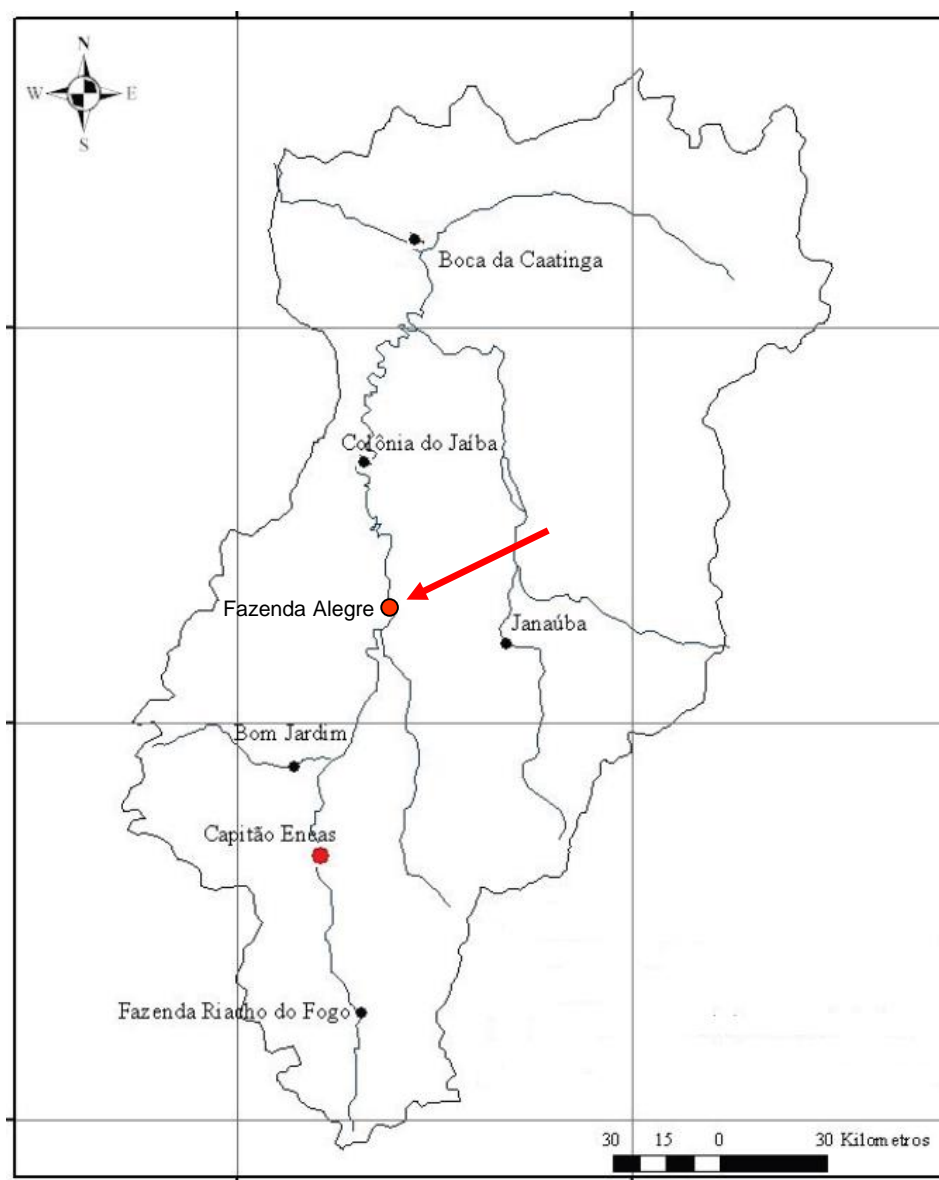 N
W E
S
Boca da Caatinga
Colônia do Jaíba
Fazenda Alegre
Janaúba
Bom Jardim
Capitão Enéas
Fazenda Riacho do Fogo
30 15 0 30 Kilometros